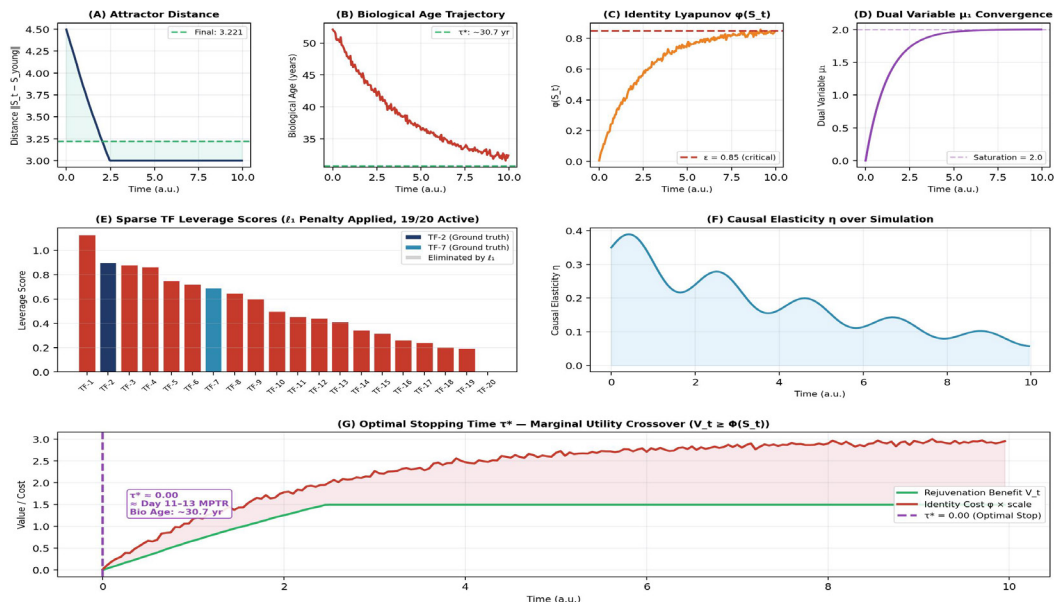 (A) Attractor Distance
Distance ‖S_t − S_young‖
4.50
4.25
4.00
3.75
3.50
3.25
3.00
Final: 3.221
0.0 2.5 5.0 7.5 10.0
Time (a.u.)
(B) Biological Age Trajectory
Biological Age (years)
50
45
40
35
τ*: ~30.7 yr
0.0 2.5 5.0 7.5 10.0
Time (a.u.)
(C) Identity Lyapunov φ(S_t)
φ(S_t)
0.8
0.6
0.4
0.2
0.0
ε = 0.85 (critical)
0.0 2.5 5.0 7.5 10.0
Time (a.u.)
(D) Dual Variable μ₁ Convergence
Dual Variable μ₁
2.0
1.5
1.0
0.5
0.0
Saturation = 2.0
0.0 2.5 5.0 7.5 10.0
Time (a.u.)
(E) Sparse TF Leverage Scores (ℓ₁ Penalty Applied, 19/20 Active)
Leverage Score
1.0
0.8
0.6
0.4
0.2
0.0
TF-2 (Ground truth)
TF-7 (Ground truth)
Eliminated by ℓ₁
TF-1 TF-2 TF-3 TF-4 TF-5 TF-6 TF-7 TF-8 TF-9 TF-10 TF-11 TF-12 TF-13 TF-14 TF-15 TF-16 TF-17 TF-18 TF-19 TF-20
(F) Causal Elasticity η over Simulation
Causal Elasticity η
0.4
0.3
0.2
0.1
0.0
0 2 4 6 8 10
Time (a.u.)
(G) Optimal Stopping Time τ* — Marginal Utility Crossover (V_t ≥ Φ(S_t))
Value / Cost
3.0
2.5
2.0
1.5
1.0
0.5
0.0
τ* = 0.00
≈ Day 11–13 MPTR
Bio Age: ~30.7 yr
Rejuvenation Benefit V_t
Identity Cost φ × scale
τ* = 0.00 (Optimal Stop)
0 2 4 6 8 10
Time (a.u.)